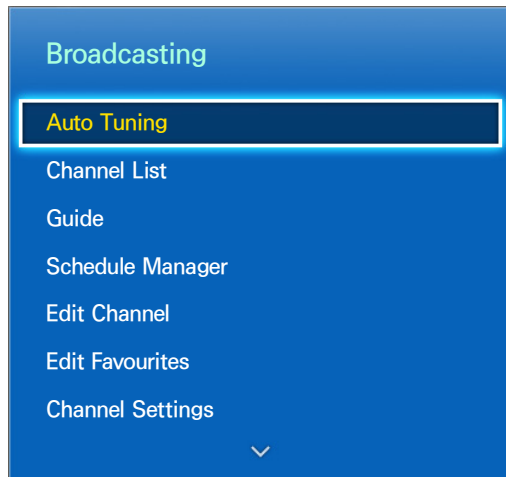 Broadcasting
Auto Tuning
Channel List
Guide
Schedule Manager
Edit Channel
Edit Favourites
Channel Settings